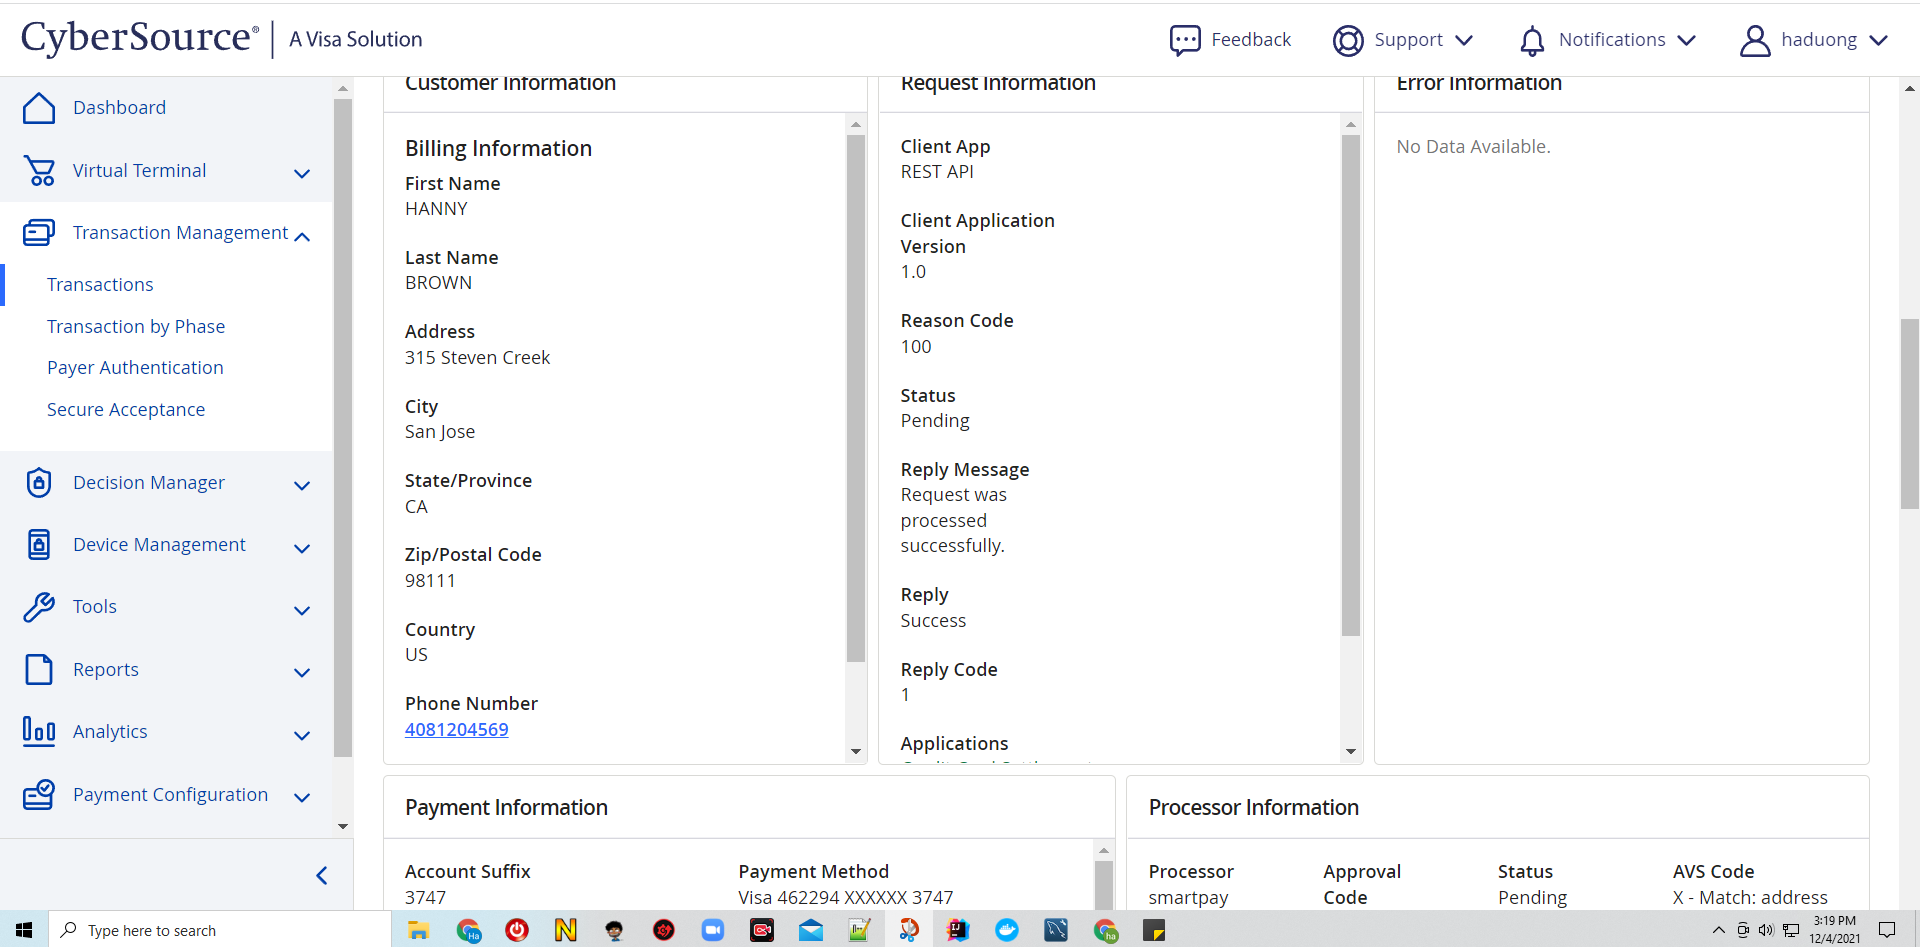 CyberSource® | A Visa Solution
Feedback
Support
Notifications
haduong
Dashboard
Virtual Terminal
Transaction Management
Transactions
Transaction by Phase
Payer Authentication
Secure Acceptance
Decision Manager
Device Management
Tools
Reports
Analytics
Payment Configuration
Customer Information
Billing Information
First Name
HANNY
Last Name
BROWN
Address
315 Steven Creek
City
San Jose
State/Province
CA
Zip/Postal Code
98111
Country
US
Phone Number
4081204569
Request Information
Client App
REST API
Client Application
Version
1.0
Reason Code
100
Status
Pending
Reply Message
Request was
processed
successfully.
Reply
Success
Reply Code
1
Applications
Error Information
No Data Available.
Payment Information
Account Suffix
3747
Payment Method
Visa 462294 XXXXXX 3747
Processor Information
Processor
smartpay
Approval
Code
Status
Pending
AVS Code
X - Match: address
Type here to search
3:19 PM
12/4/2021